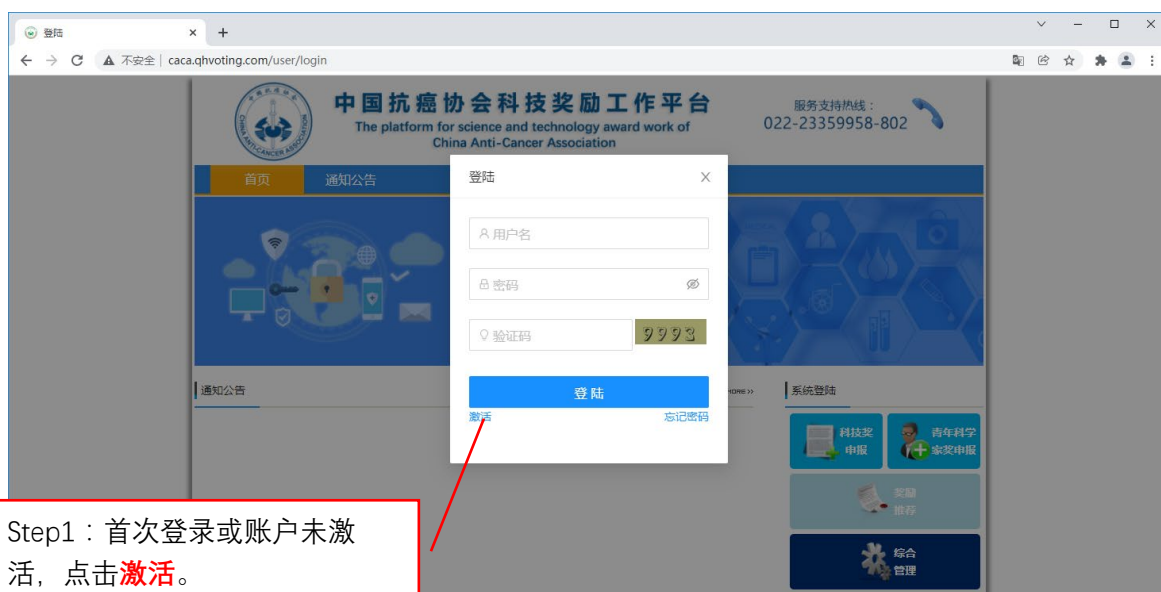 登陆
不安全 | caca.qhvoting.com/user/login
中国抗癌协会科技奖励工作平台
The platform for science and technology award work of
China Anti-Cancer Association
服务支持热线：
022-23359958-802
首页 通知公告
登陆
用户名
密码
验证码 9993
登陆
激活 忘记密码
通知公告
MORE >>
系统登陆
科技奖
申报
青年科学
家奖申报
奖励
推荐
综合
管理
Step1：首次登录或账户未激
活，点击激活。